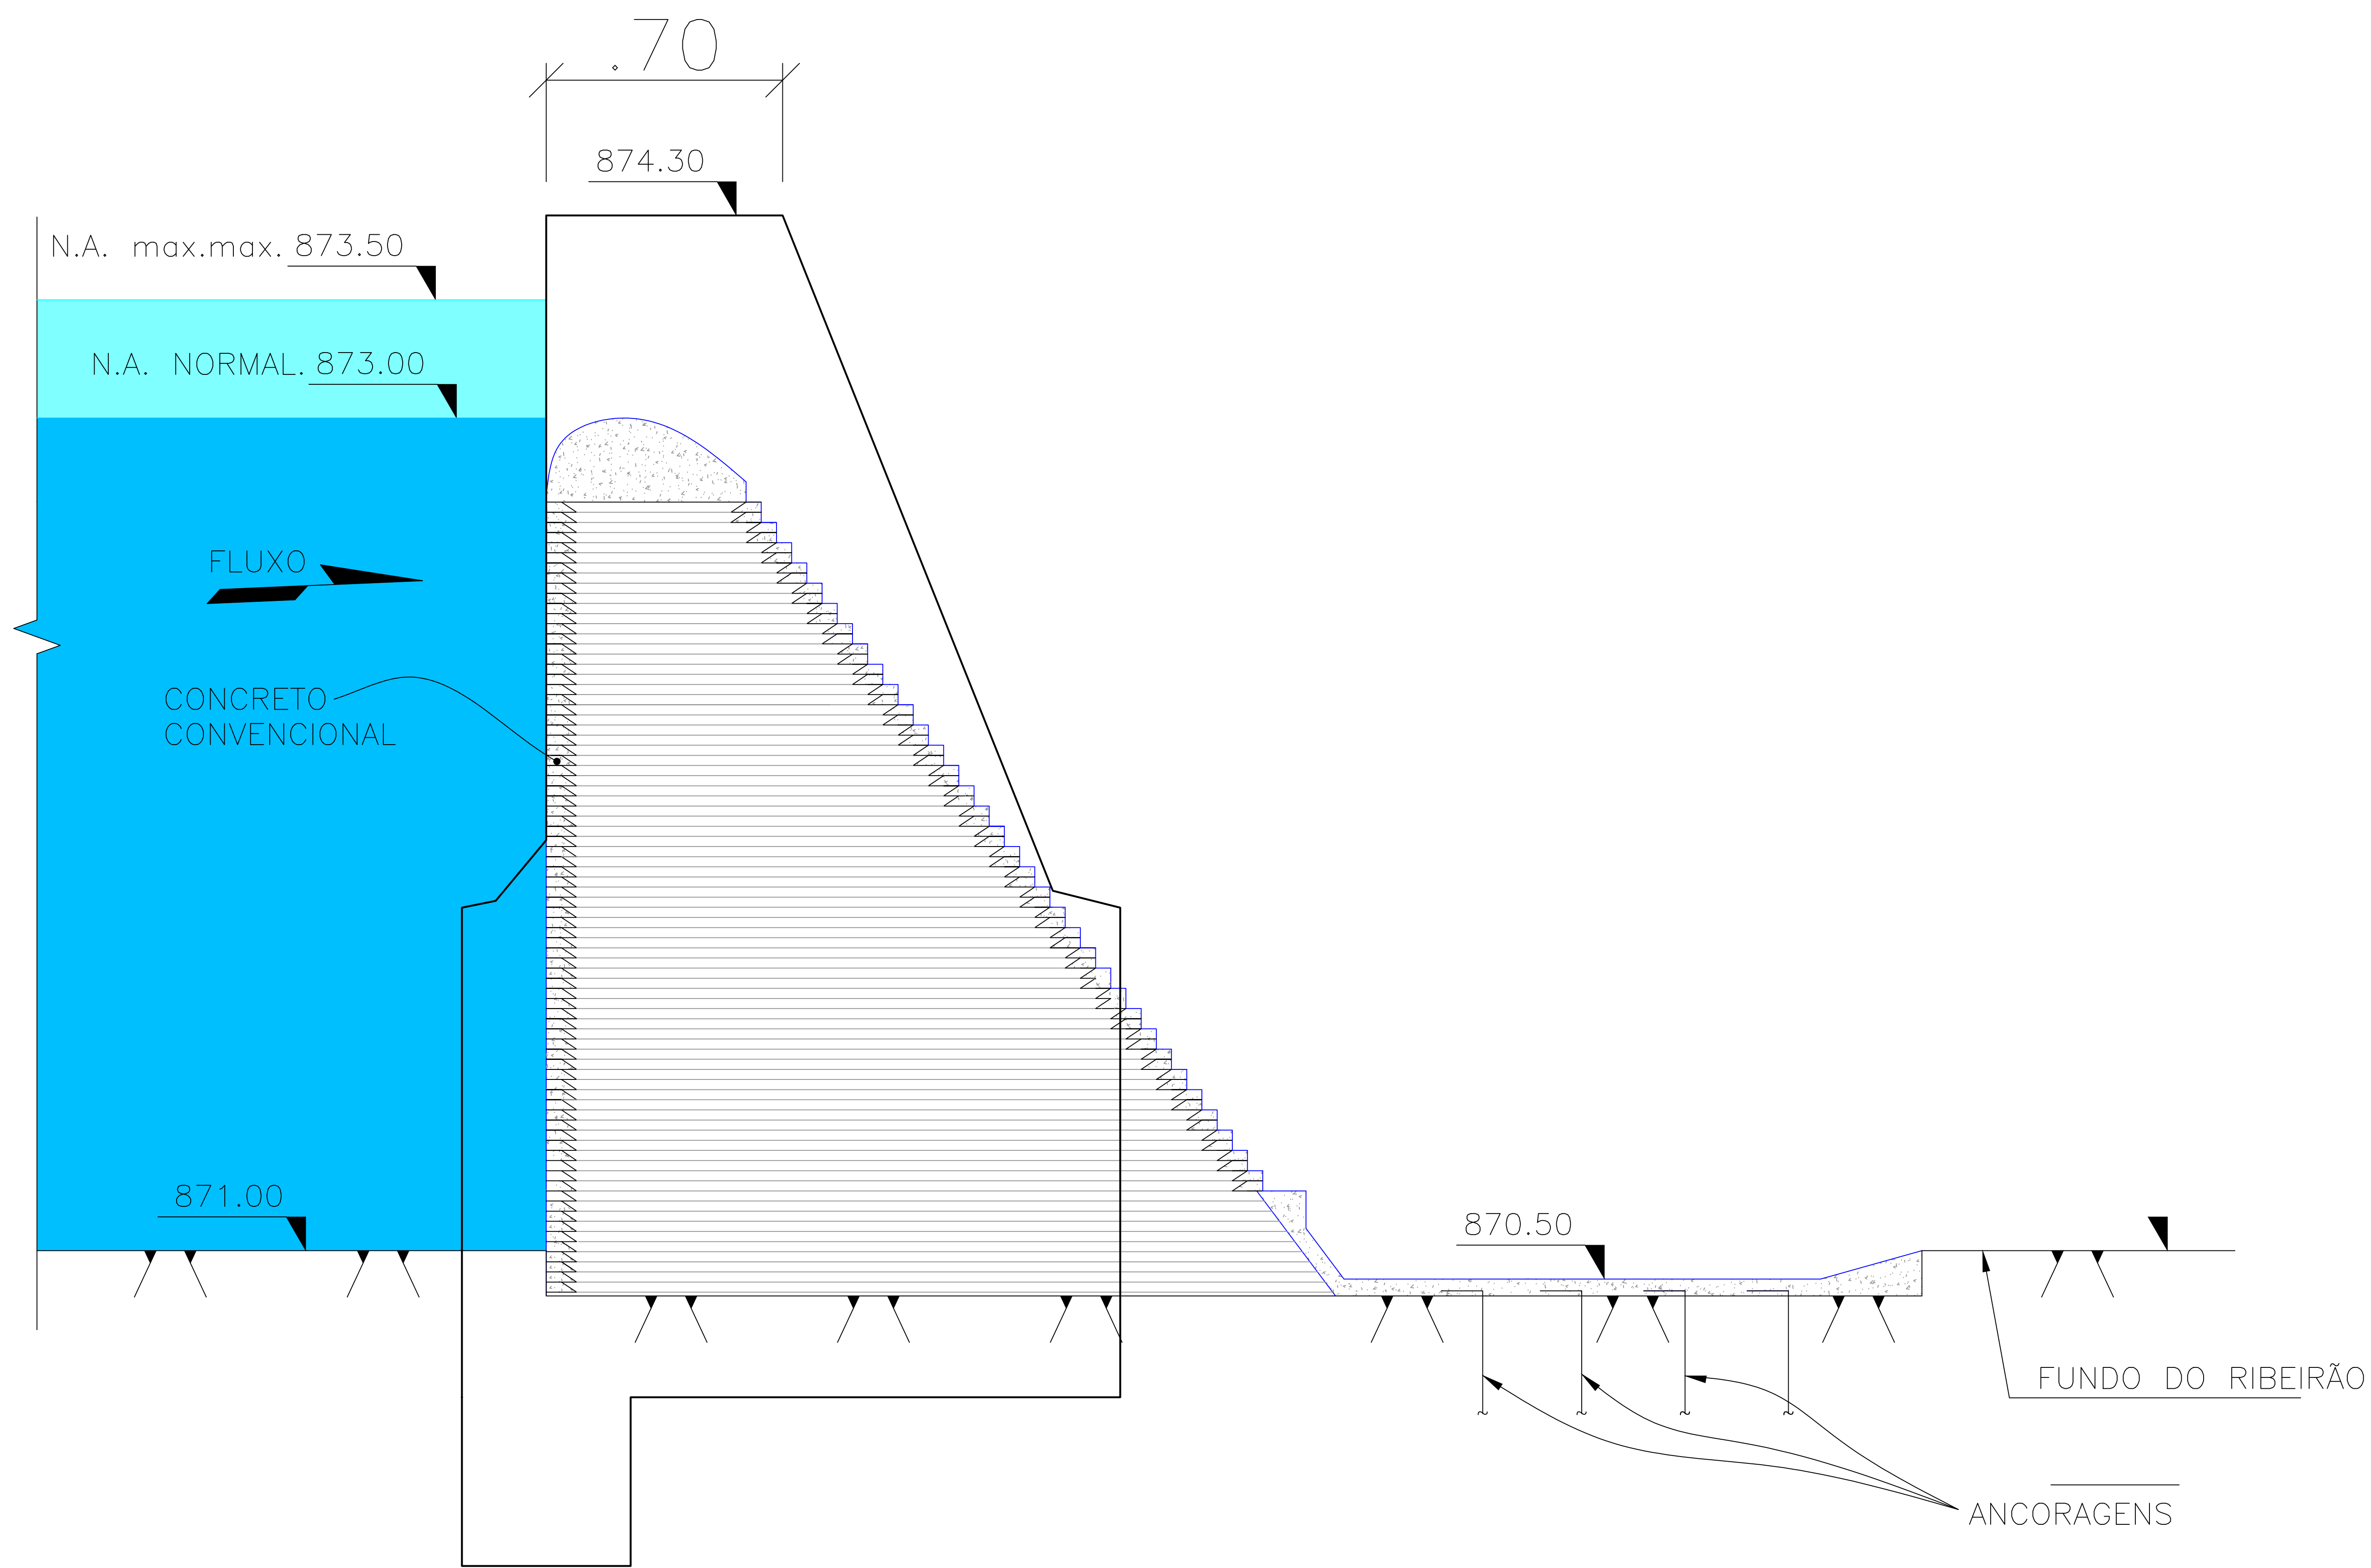 .70
874.30
N.A. max.max. 873.50
N.A. NORMAL. 873.00
FLUXO
CONCRETO
CONVENCIONAL
871.00
870.50
FUNDO DO RIBEIRÃO
ANCORAGENS